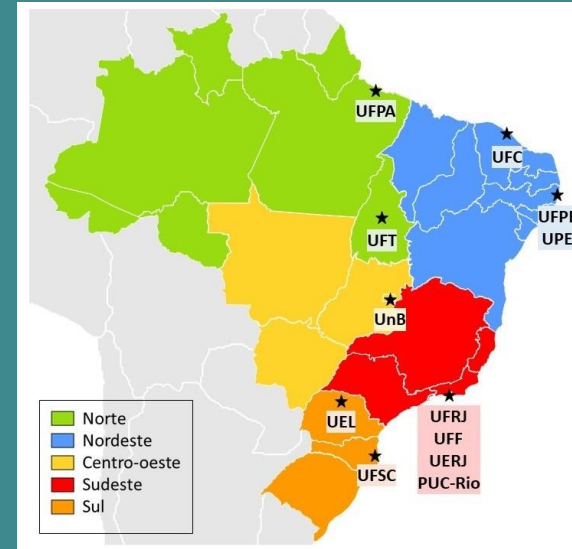 UFPA
UFC
UPE
UFT
UnB
UEL
UFSC
UFRJ
UFF
UERJ
PUC-Rio
Norte
Nordeste
Centro-oeste
Sudeste
Sul